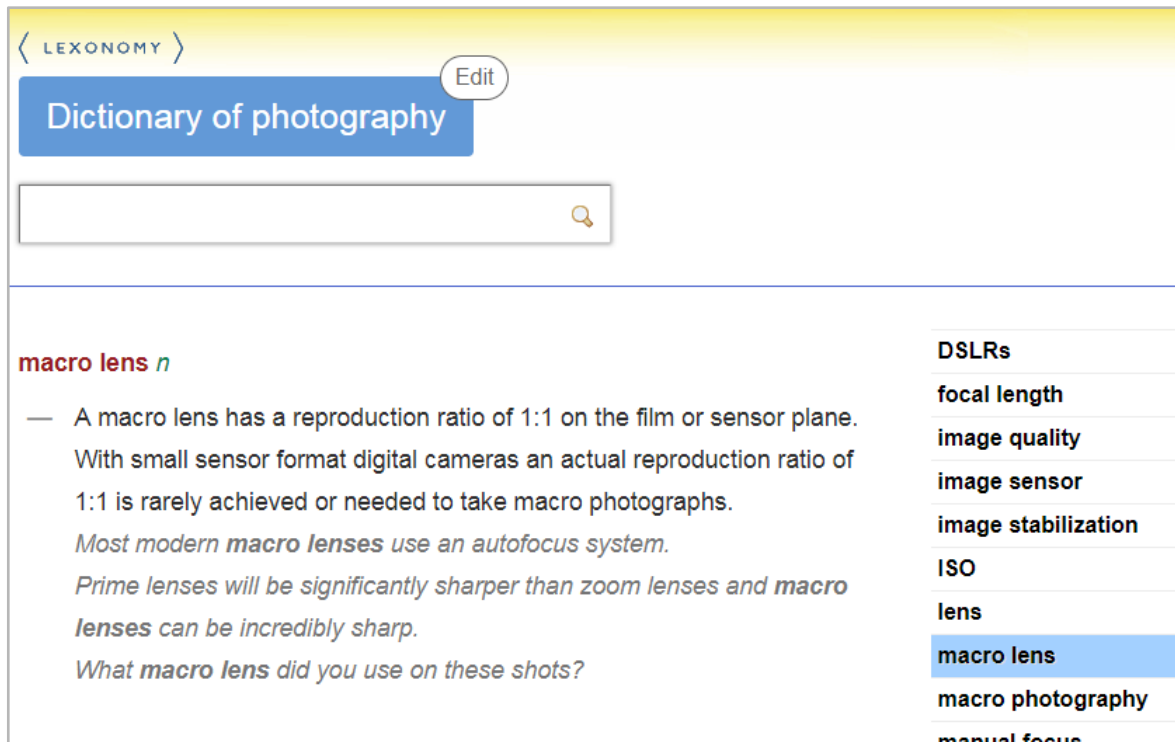 ⟨ LEXONOMY ⟩
Edit
Dictionary of photography
macro lens n
— A macro lens has a reproduction ratio of 1:1 on the film or sensor plane.
With small sensor format digital cameras an actual reproduction ratio of
1:1 is rarely achieved or needed to take macro photographs.
Most modern macro lenses use an autofocus system.
Prime lenses will be significantly sharper than zoom lenses and macro
lenses can be incredibly sharp.
What macro lens did you use on these shots?
DSLRs
focal length
image quality
image sensor
image stabilization
ISO
lens
macro lens
macro photography
manual focus